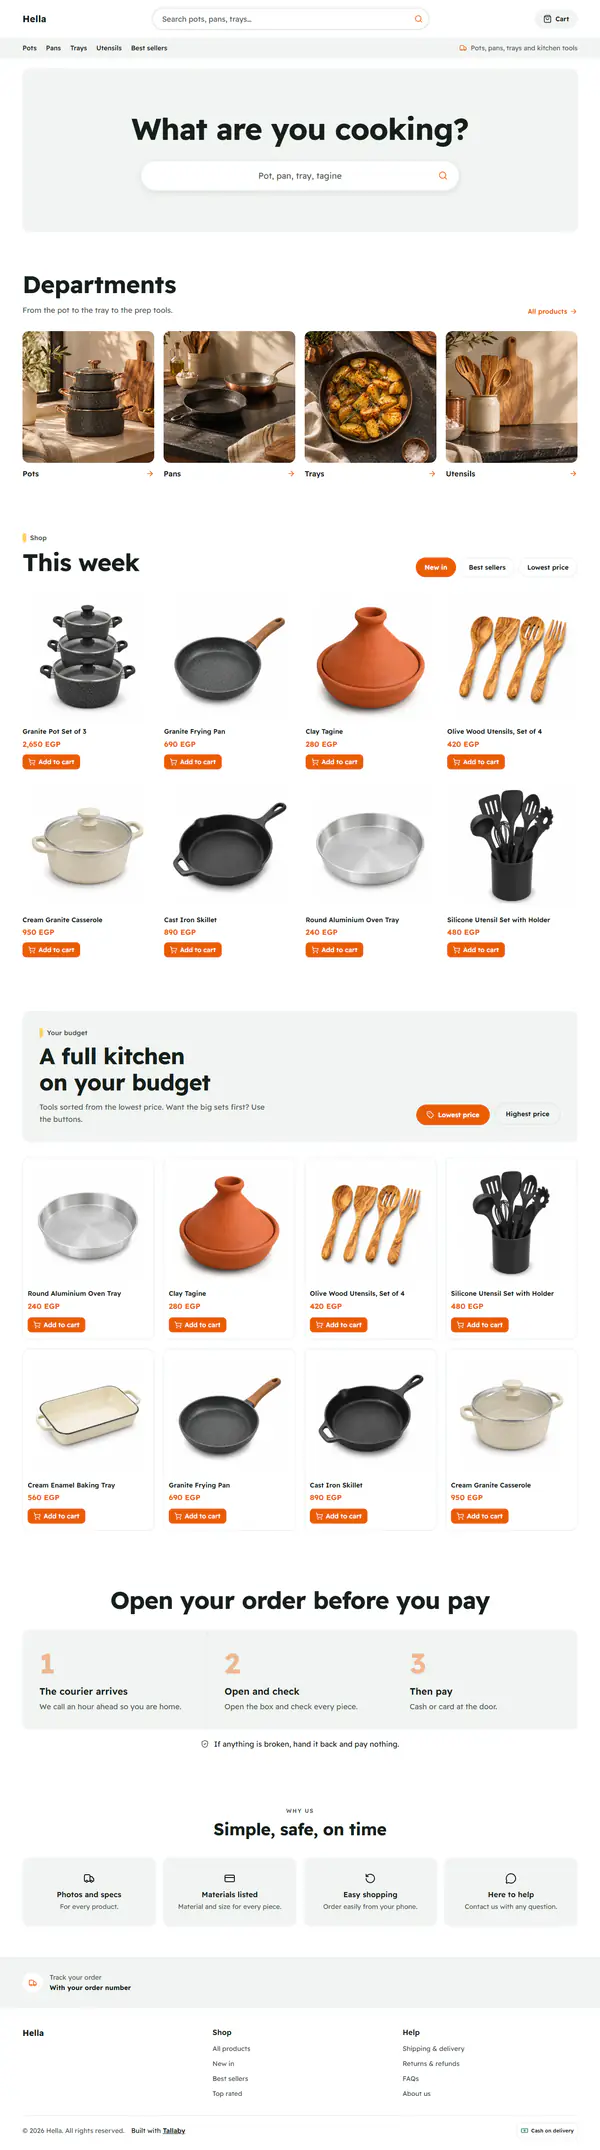 Hella
Search pots, pans, trays...
Cart
Pots Pans Trays Utensils Best sellers
Pots, pans, trays and kitchen tools
What are you cooking?
Pot, pan, tray, tagine
Departments
From the pot to the tray to the prep tools.
All products →
Pots →
Pans →
Trays →
Utensils →
Shop
This week
New in
Best sellers
Lowest price
Granite Pot Set of 3
2,650 EGP
Add to cart
Granite Frying Pan
690 EGP
Add to cart
Clay Tagine
280 EGP
Add to cart
Olive Wood Utensils, Set of 4
420 EGP
Add to cart
Cream Granite Casserole
950 EGP
Add to cart
Cast Iron Skillet
890 EGP
Add to cart
Round Aluminium Oven Tray
240 EGP
Add to cart
Silicone Utensil Set with Holder
480 EGP
Add to cart
Your budget
A full kitchen
on your budget
Tools sorted from the lowest price. Want the big sets first? Use
the buttons.
Lowest price
Highest price
Round Aluminium Oven Tray
240 EGP
Add to cart
Clay Tagine
280 EGP
Add to cart
Olive Wood Utensils, Set of 4
420 EGP
Add to cart
Silicone Utensil Set with Holder
480 EGP
Add to cart
Cream Enamel Baking Tray
560 EGP
Add to cart
Granite Frying Pan
690 EGP
Add to cart
Cast Iron Skillet
890 EGP
Add to cart
Cream Granite Casserole
950 EGP
Add to cart
Open your order before you pay
1
The courier arrives
We call an hour ahead so you are home.
2
Open and check
Open the box and check every piece.
3
Then pay
Cash or card at the door.
If anything is broken, hand it back and pay nothing.
WHY US
Simple, safe, on time
Photos and specs
For every product.
Materials listed
Material and size for every piece.
Easy shopping
Order easily from your phone.
Here to help
Contact us with any question.
Track your order
With your order number
Hella
Shop
All products
New in
Best sellers
Top rated
Help
Shipping & delivery
Returns & refunds
FAQs
About us
© 2026 Hella. All rights reserved. Built with Tallaby
Cash on delivery